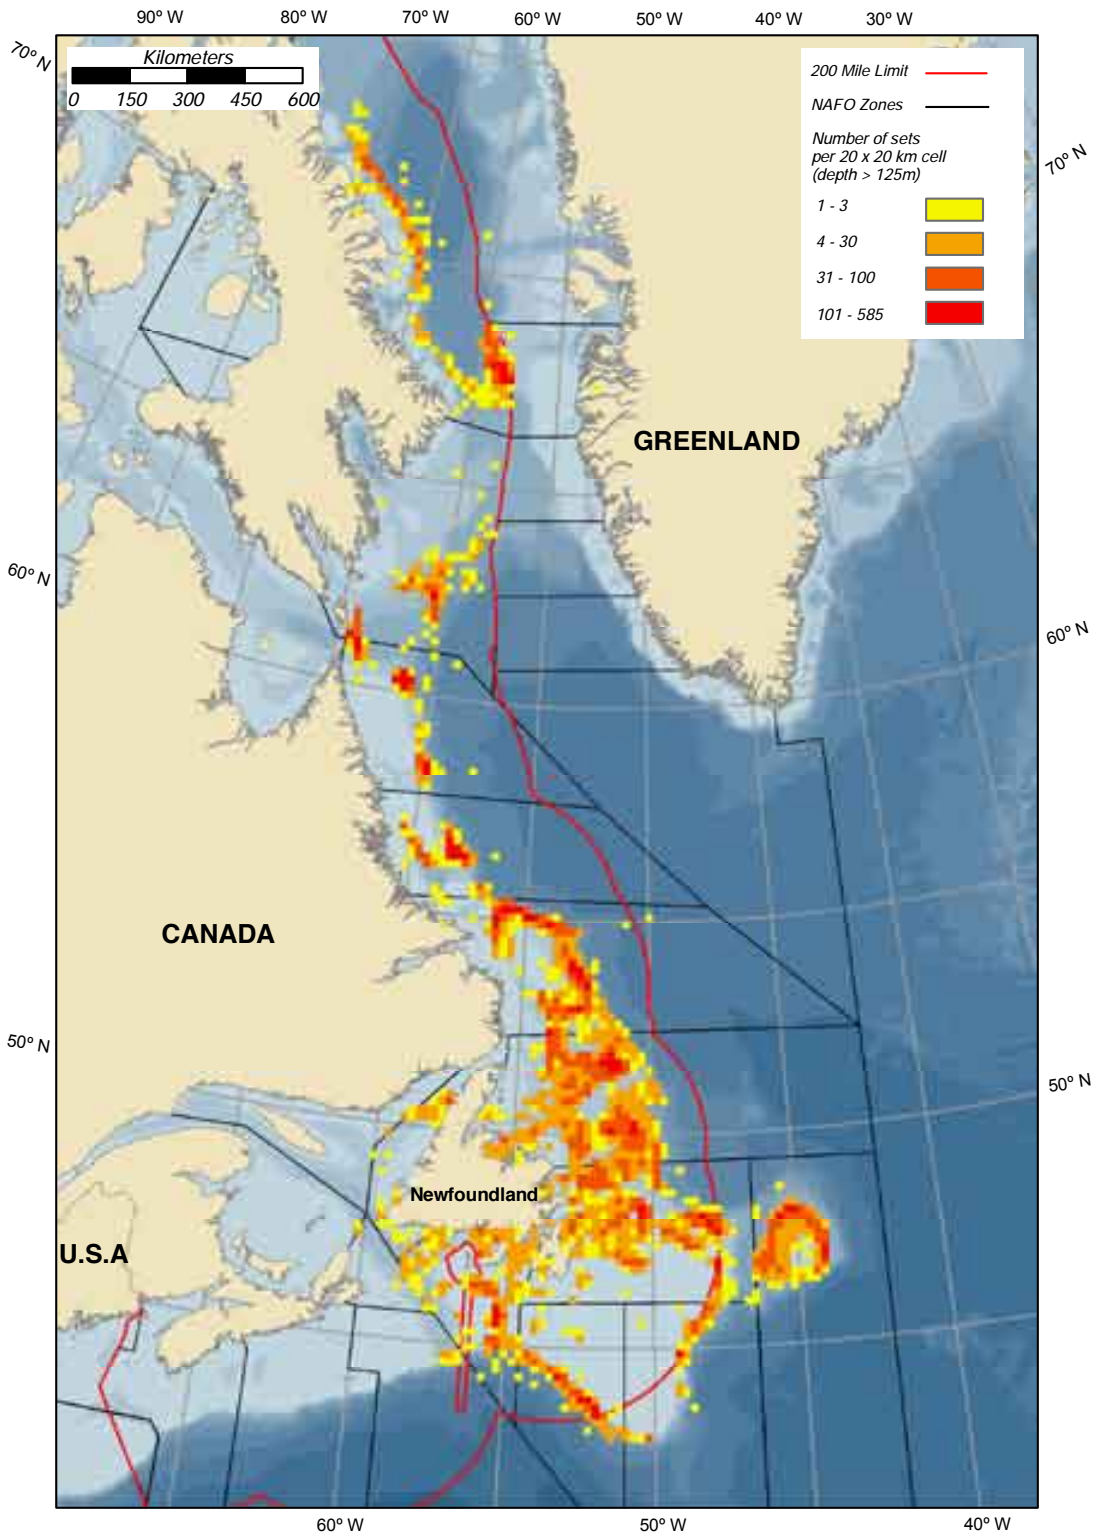 90° W 80° W 70° W 60° W 50° W 40° W 30° W
70° N
Kilometers
0 150 300 450 600
200 Mile Limit
NAFO Zones
Number of sets
per 20 x 20 km cell
(depth > 125m)
1 - 3
4 - 30
31 - 100
101 - 585
70° N
GREENLAND
60° N
60° N
CANADA
50° N
50° N
Newfoundland
U.S.A
60° W 50° W 40° W